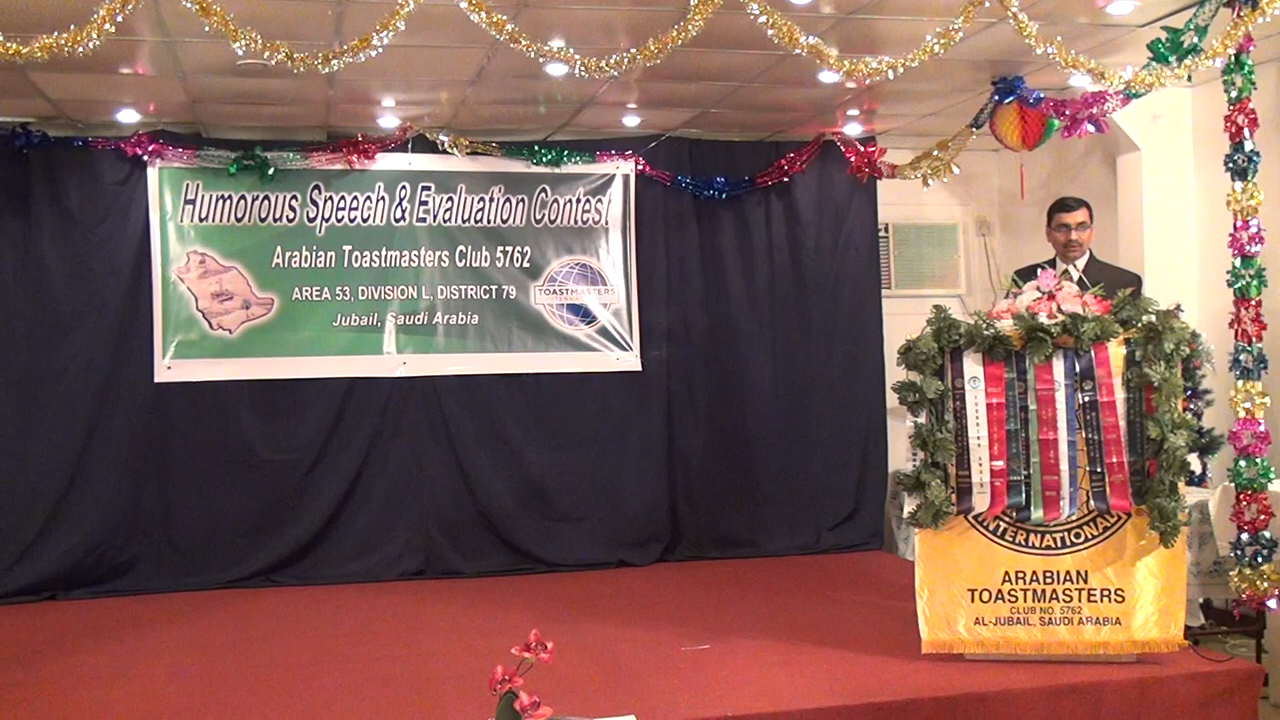 Humorous Speech & Evaluation Contest
Arabian Toastmasters Club 5762
AREA 53, DIVISION L, DISTRICT 79
Jubail, Saudi Arabia
TOASTMASTERS
INTERNATIONAL
INTERNATIONAL
ARABIAN
TOASTMASTERS
CLUB NO. 5762
AL-JUBAIL, SAUDI ARABIA